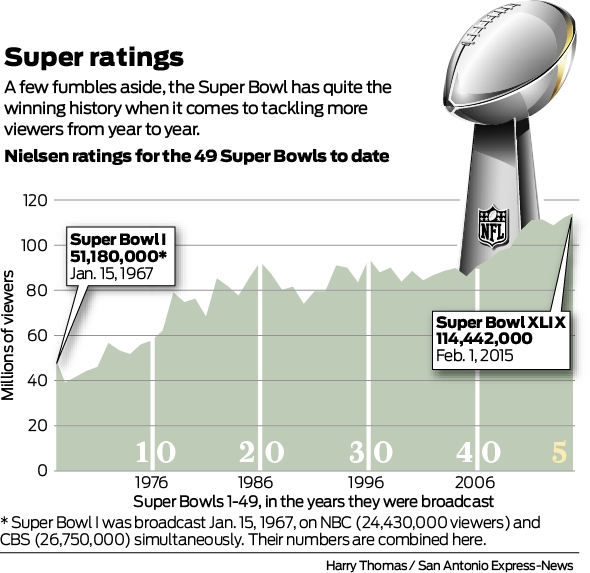 Super ratings
A few fumbles aside, the Super Bowl has quite the
winning history when it comes to tackling more
viewers from year to year.
Nielsen ratings for the 49 Super Bowls to date
NFL
Millions of viewers
120
100
80
60
40
20
0
Super Bowl I
51,180,000*
Jan. 15, 1967
Super Bowl XLIX
114,442,000
Feb. 1, 2015
10 20 30 40 5
1976 1986 1996 2006
Super Bowls 1-49, in the years they were broadcast
* Super Bowl I was broadcast Jan. 15, 1967, on NBC (24,430,000 viewers) and
CBS (26,750,000) simultaneously. Their numbers are combined here.
Harry Thomas / San Antonio Express-News